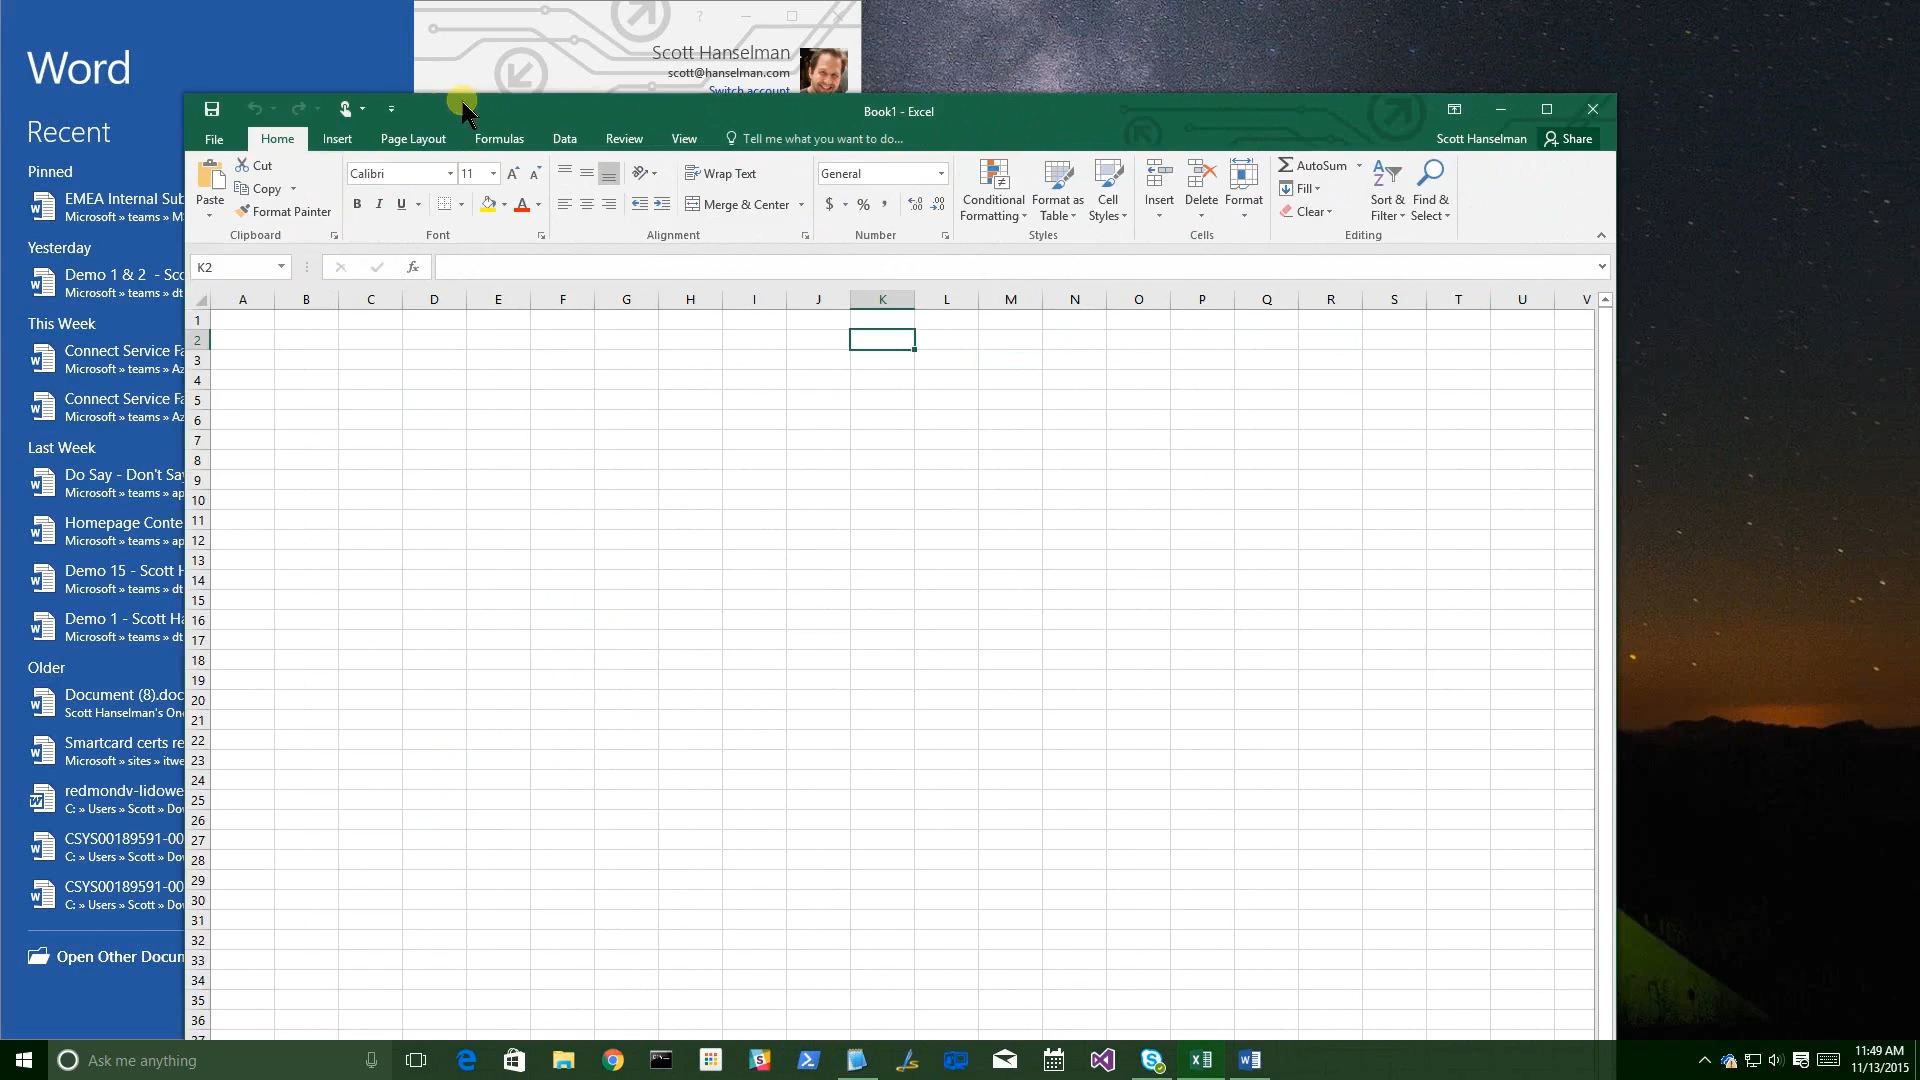 Word
Recent
Pinned
EMEA Internal Sub
Microsoft » teams » M
Yesterday
Demo 1 & 2 - Sc
Microsoft » teams » dt
This Week
Connect Service Fa
Microsoft » teams » Az
Connect Service Fa
Microsoft » teams » Az
Last Week
Do Say - Don't Say
Microsoft » teams » ap
Homepage Conte
Microsoft » teams » ap
Demo 15 - Scott H
Microsoft » teams » dt
Demo 1 - Scott Ha
Microsoft » teams » dt
Older
Document (8).doc
Scott Hanselman's On
Smartcard certs re
Microsoft » sites » itwe
redmondv-lidowe
C: » Users » Scott » Do
CSYS00189591-00
C: » Users » Scott » Do
CSYS00189591-00
C: » Users » Scott » Do
Open Other Docum
?
Scott Hanselman
scott@hanselman.com
Switch account
Book1 - Excel
File Home Insert Page Layout Formulas Data Review View Tell me what you want to do... Scott Hanselman Share
Paste
Cut
Copy
Format Painter
Clipboard
Calibri 11
B I U
Font
Wrap Text
Merge & Center
Alignment
General
$ % ,
Number
Conditional Formatting
Format as Table
Cell Styles
Styles
Insert Delete Format
Cells
AutoSum
Fill
Clear
Sort & Filter
Find & Select
Editing
K2
fx
A B C D E F G H I J K L M N O P Q R S T U V
1
2
3
4
5
6
7
8
9
10
11
12
13
14
15
16
17
18
19
20
21
22
23
24
25
26
27
28
29
30
31
32
33
34
35
36
37
Ask me anything
11:49 AM
11/13/2015